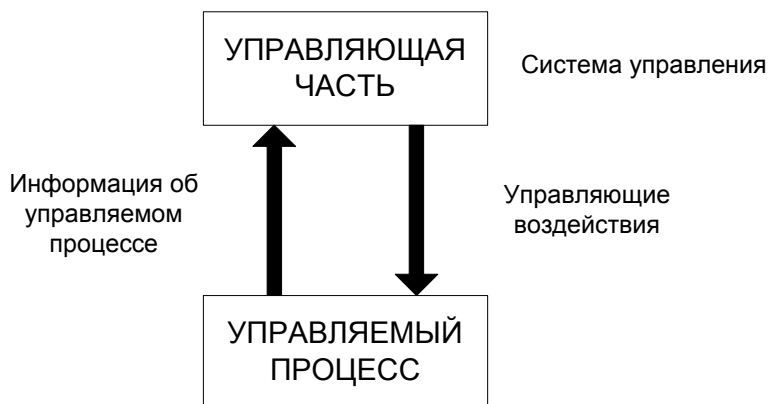 УПРАВЛЯЮЩАЯ
ЧАСТЬ
Система управления
Информация об
управляемом
процессе
Управляющие
воздействия
УПРАВЛЯЕМЫЙ
ПРОЦЕСС